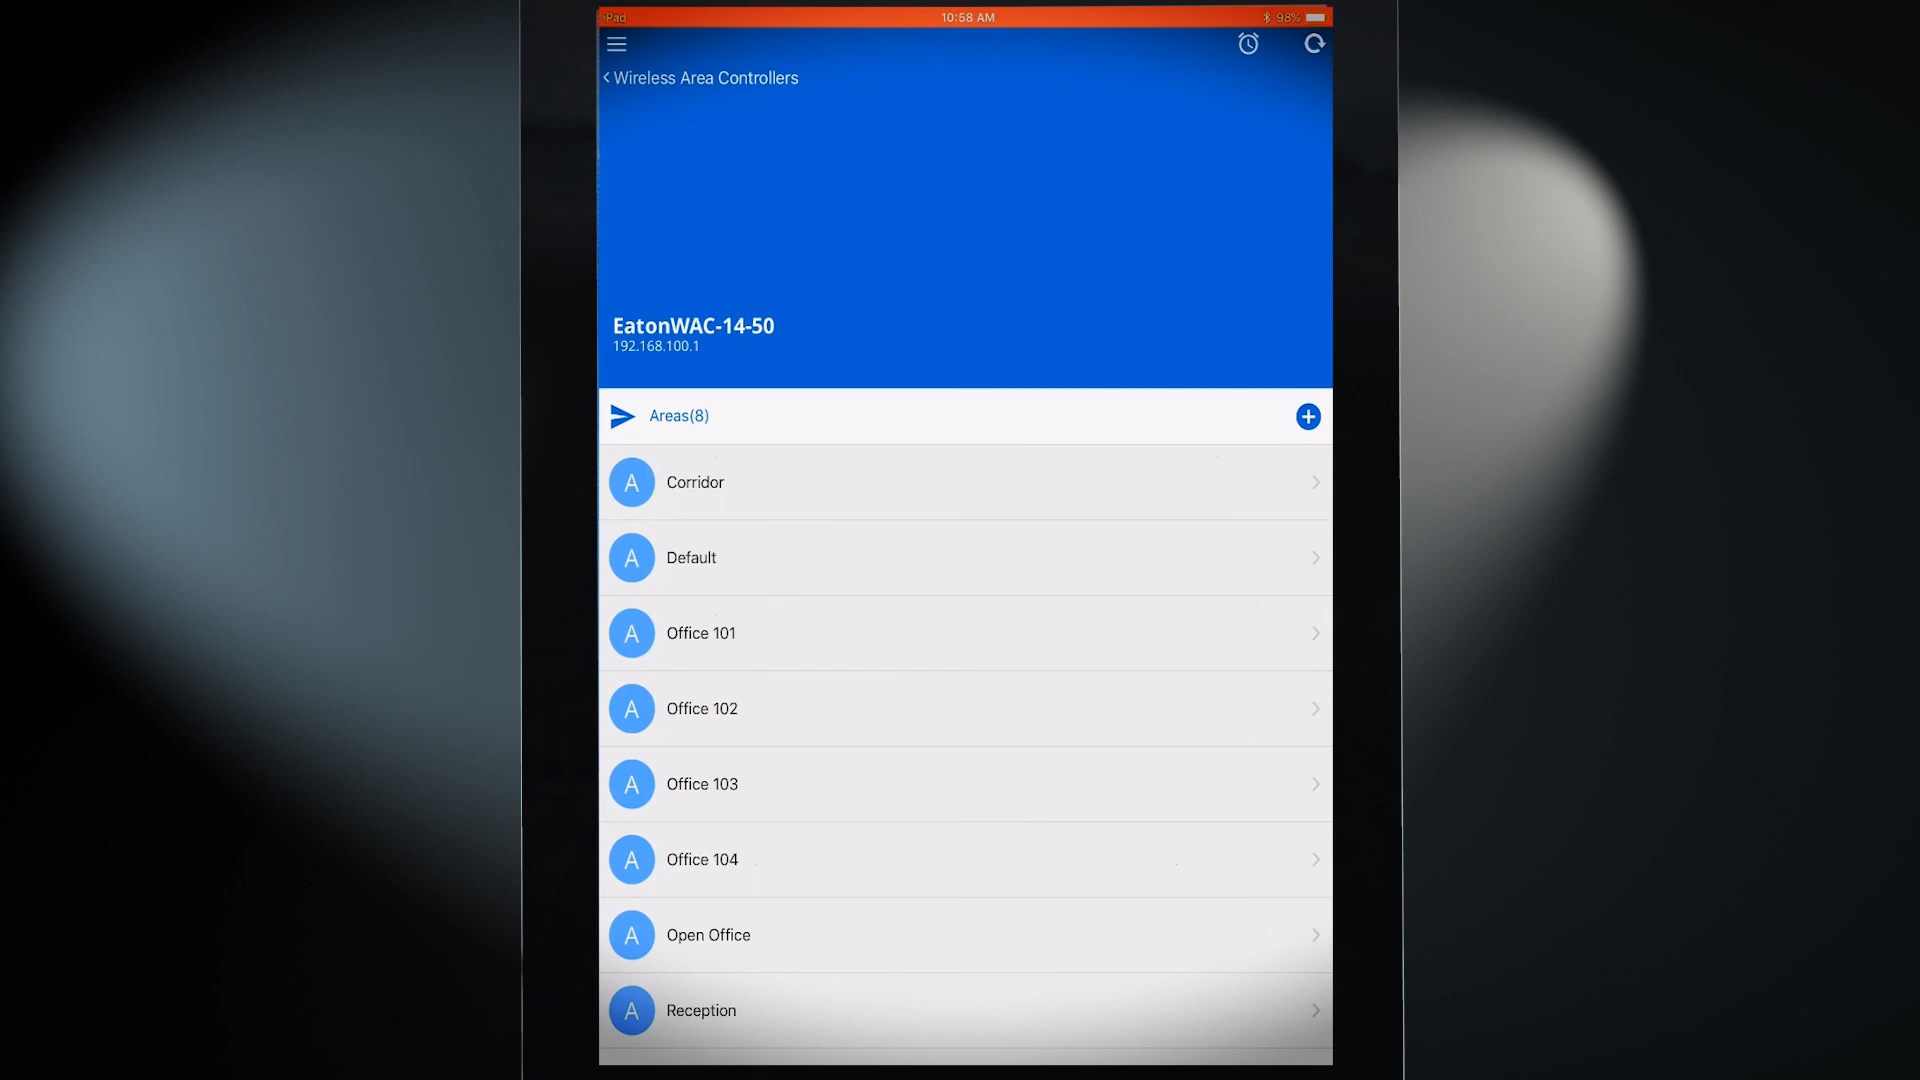 iPad
10:58 AM
98%
Wireless Area Controllers
EatonWAC-14-50
192.168.100.1
Areas(8)
A Corridor
A Default
A Office 101
A Office 102
A Office 103
A Office 104
A Open Office
A Reception